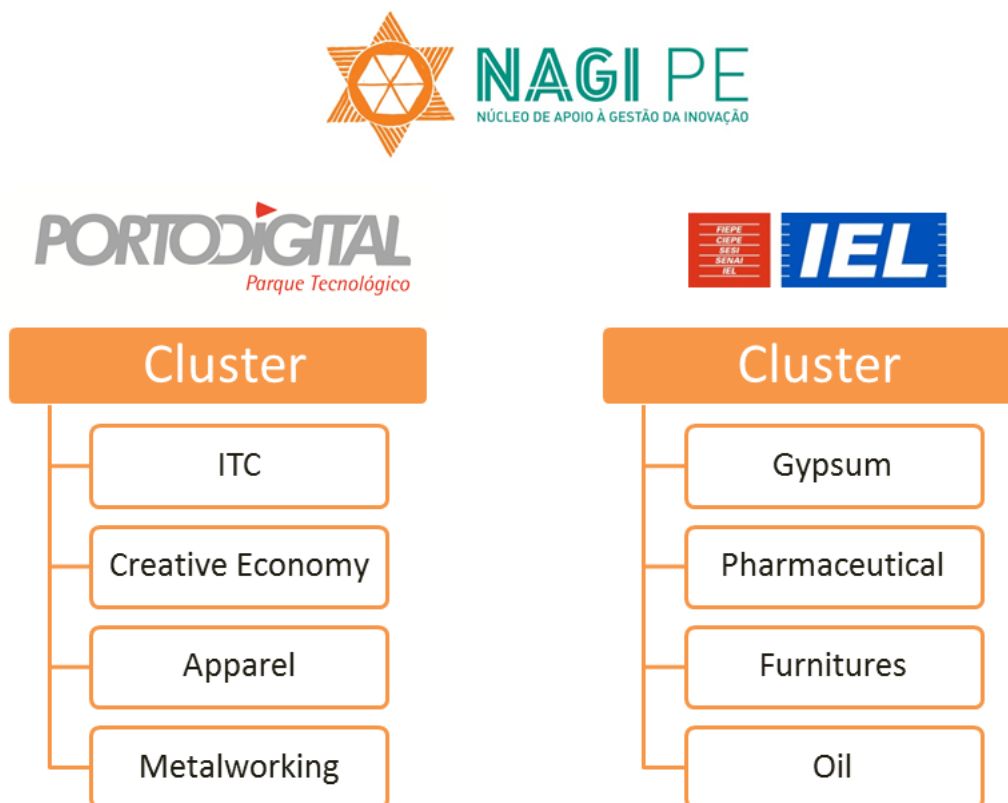 NAGI PE
NÚCLEO DE APOIO À GESTÃO DA INOVAÇÃO
PORTODIGITAL
Parque Tecnológico
FIEPE
CIEPE
SESI
SENAI
IEL
IEL
Cluster
ITC
Creative Economy
Apparel
Metalworking
Cluster
Gypsum
Pharmaceutical
Furnitures
Oil